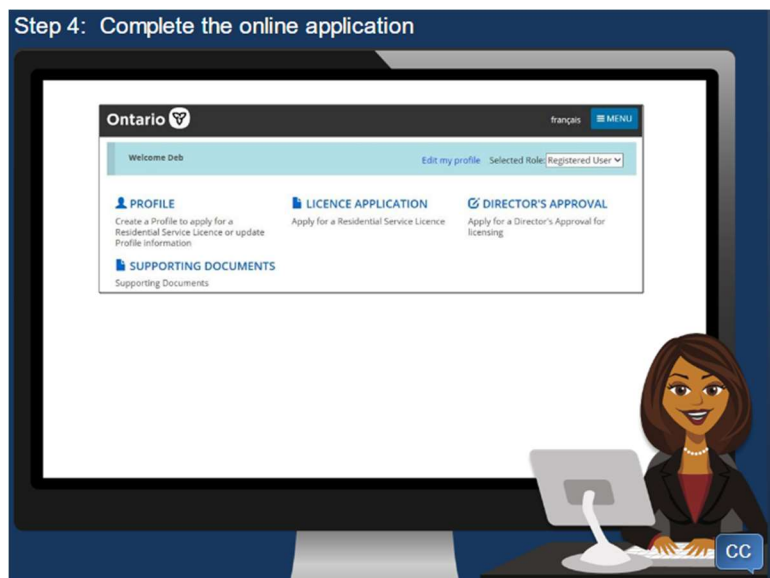 Step 4: Complete the online application
Ontario
français
MENU
Welcome Deb
Edit my profile
Selected Role: Registered User
PROFILE
Create a Profile to apply for a
Residential Service Licence or update
Profile information
LICENCE APPLICATION
Apply for a Residential Service Licence
DIRECTOR'S APPROVAL
Apply for a Director's Approval for
licensing
SUPPORTING DOCUMENTS
Supporting Documents
CC